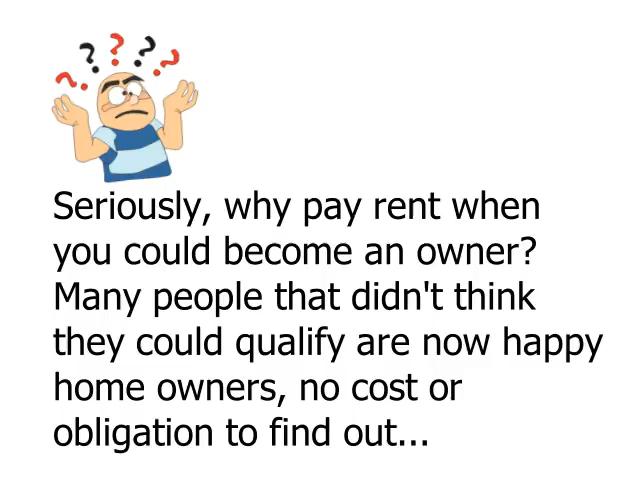 ? ? ? ? ?
Seriously, why pay rent when
you could become an owner?
Many people that didn't think
they could qualify are now happy
home owners, no cost or
obligation to find out...